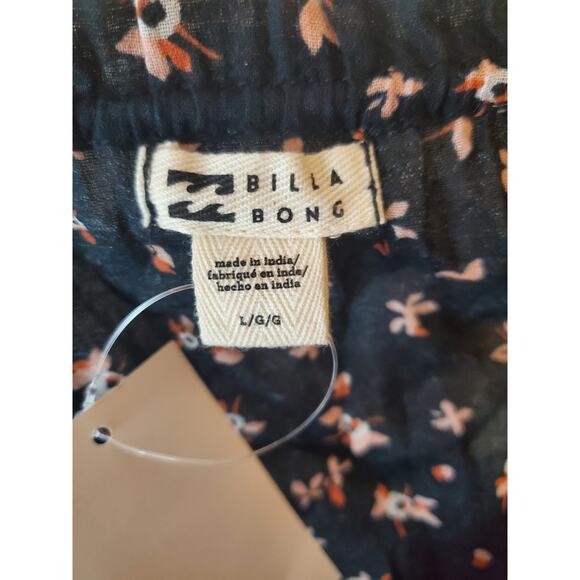 BILLA
BONG
made in india/
fabriqué en inde/
hecho en india
L/G/G